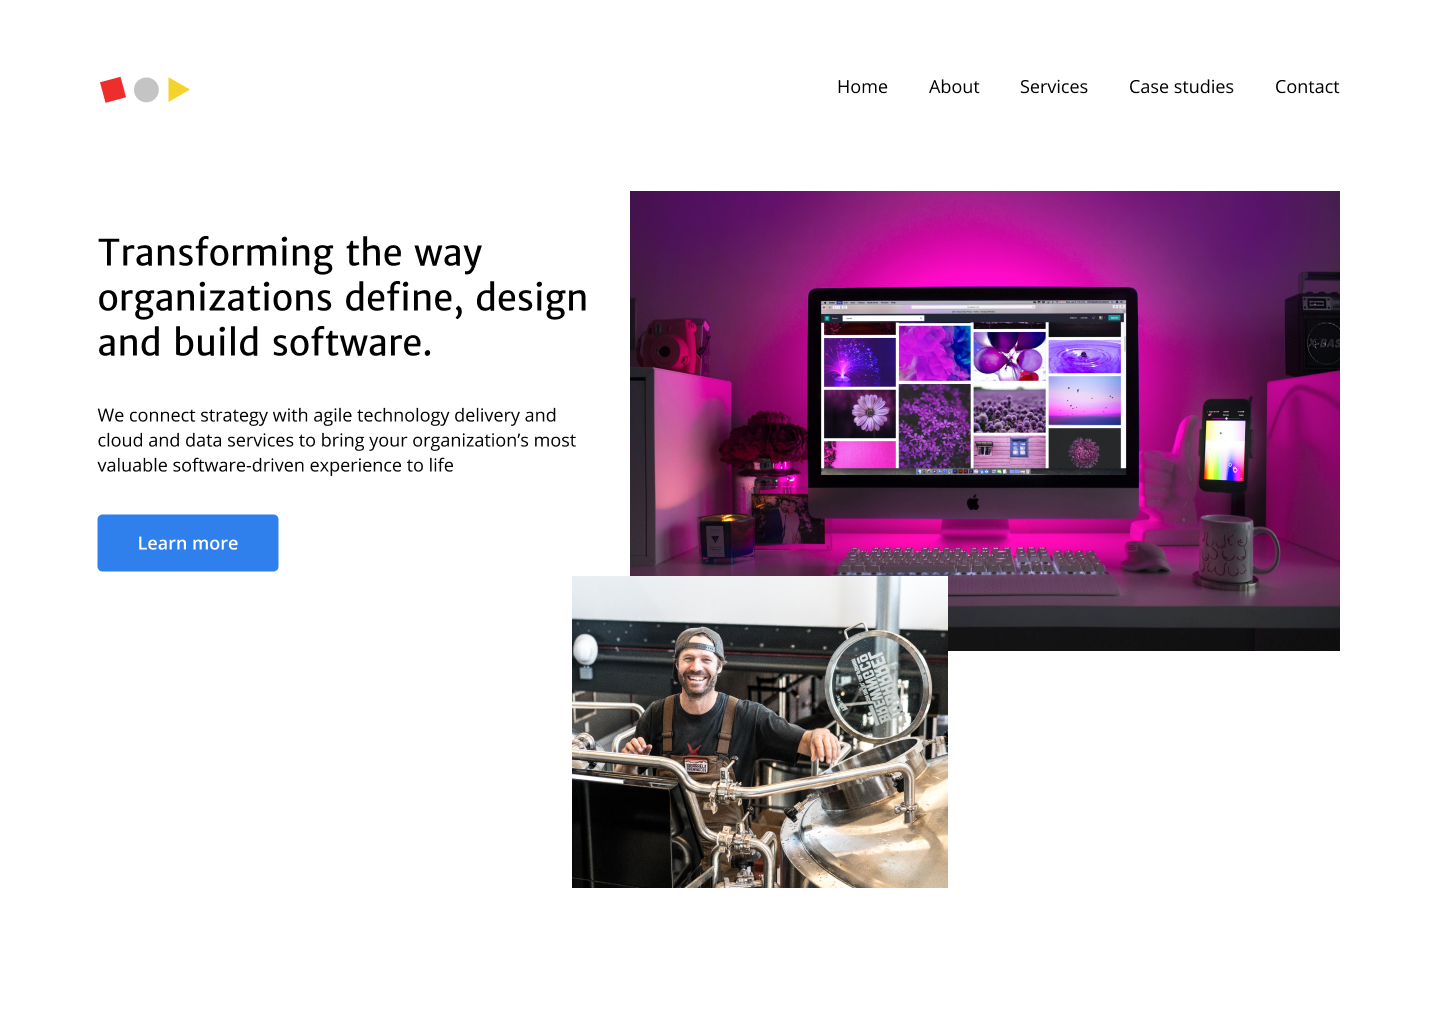 Home About Services Case studies Contact
Transforming the way
organizations define, design
and build software.
We connect strategy with agile technology delivery and
cloud and data services to bring your organization’s most
valuable software-driven experience to life
Learn more